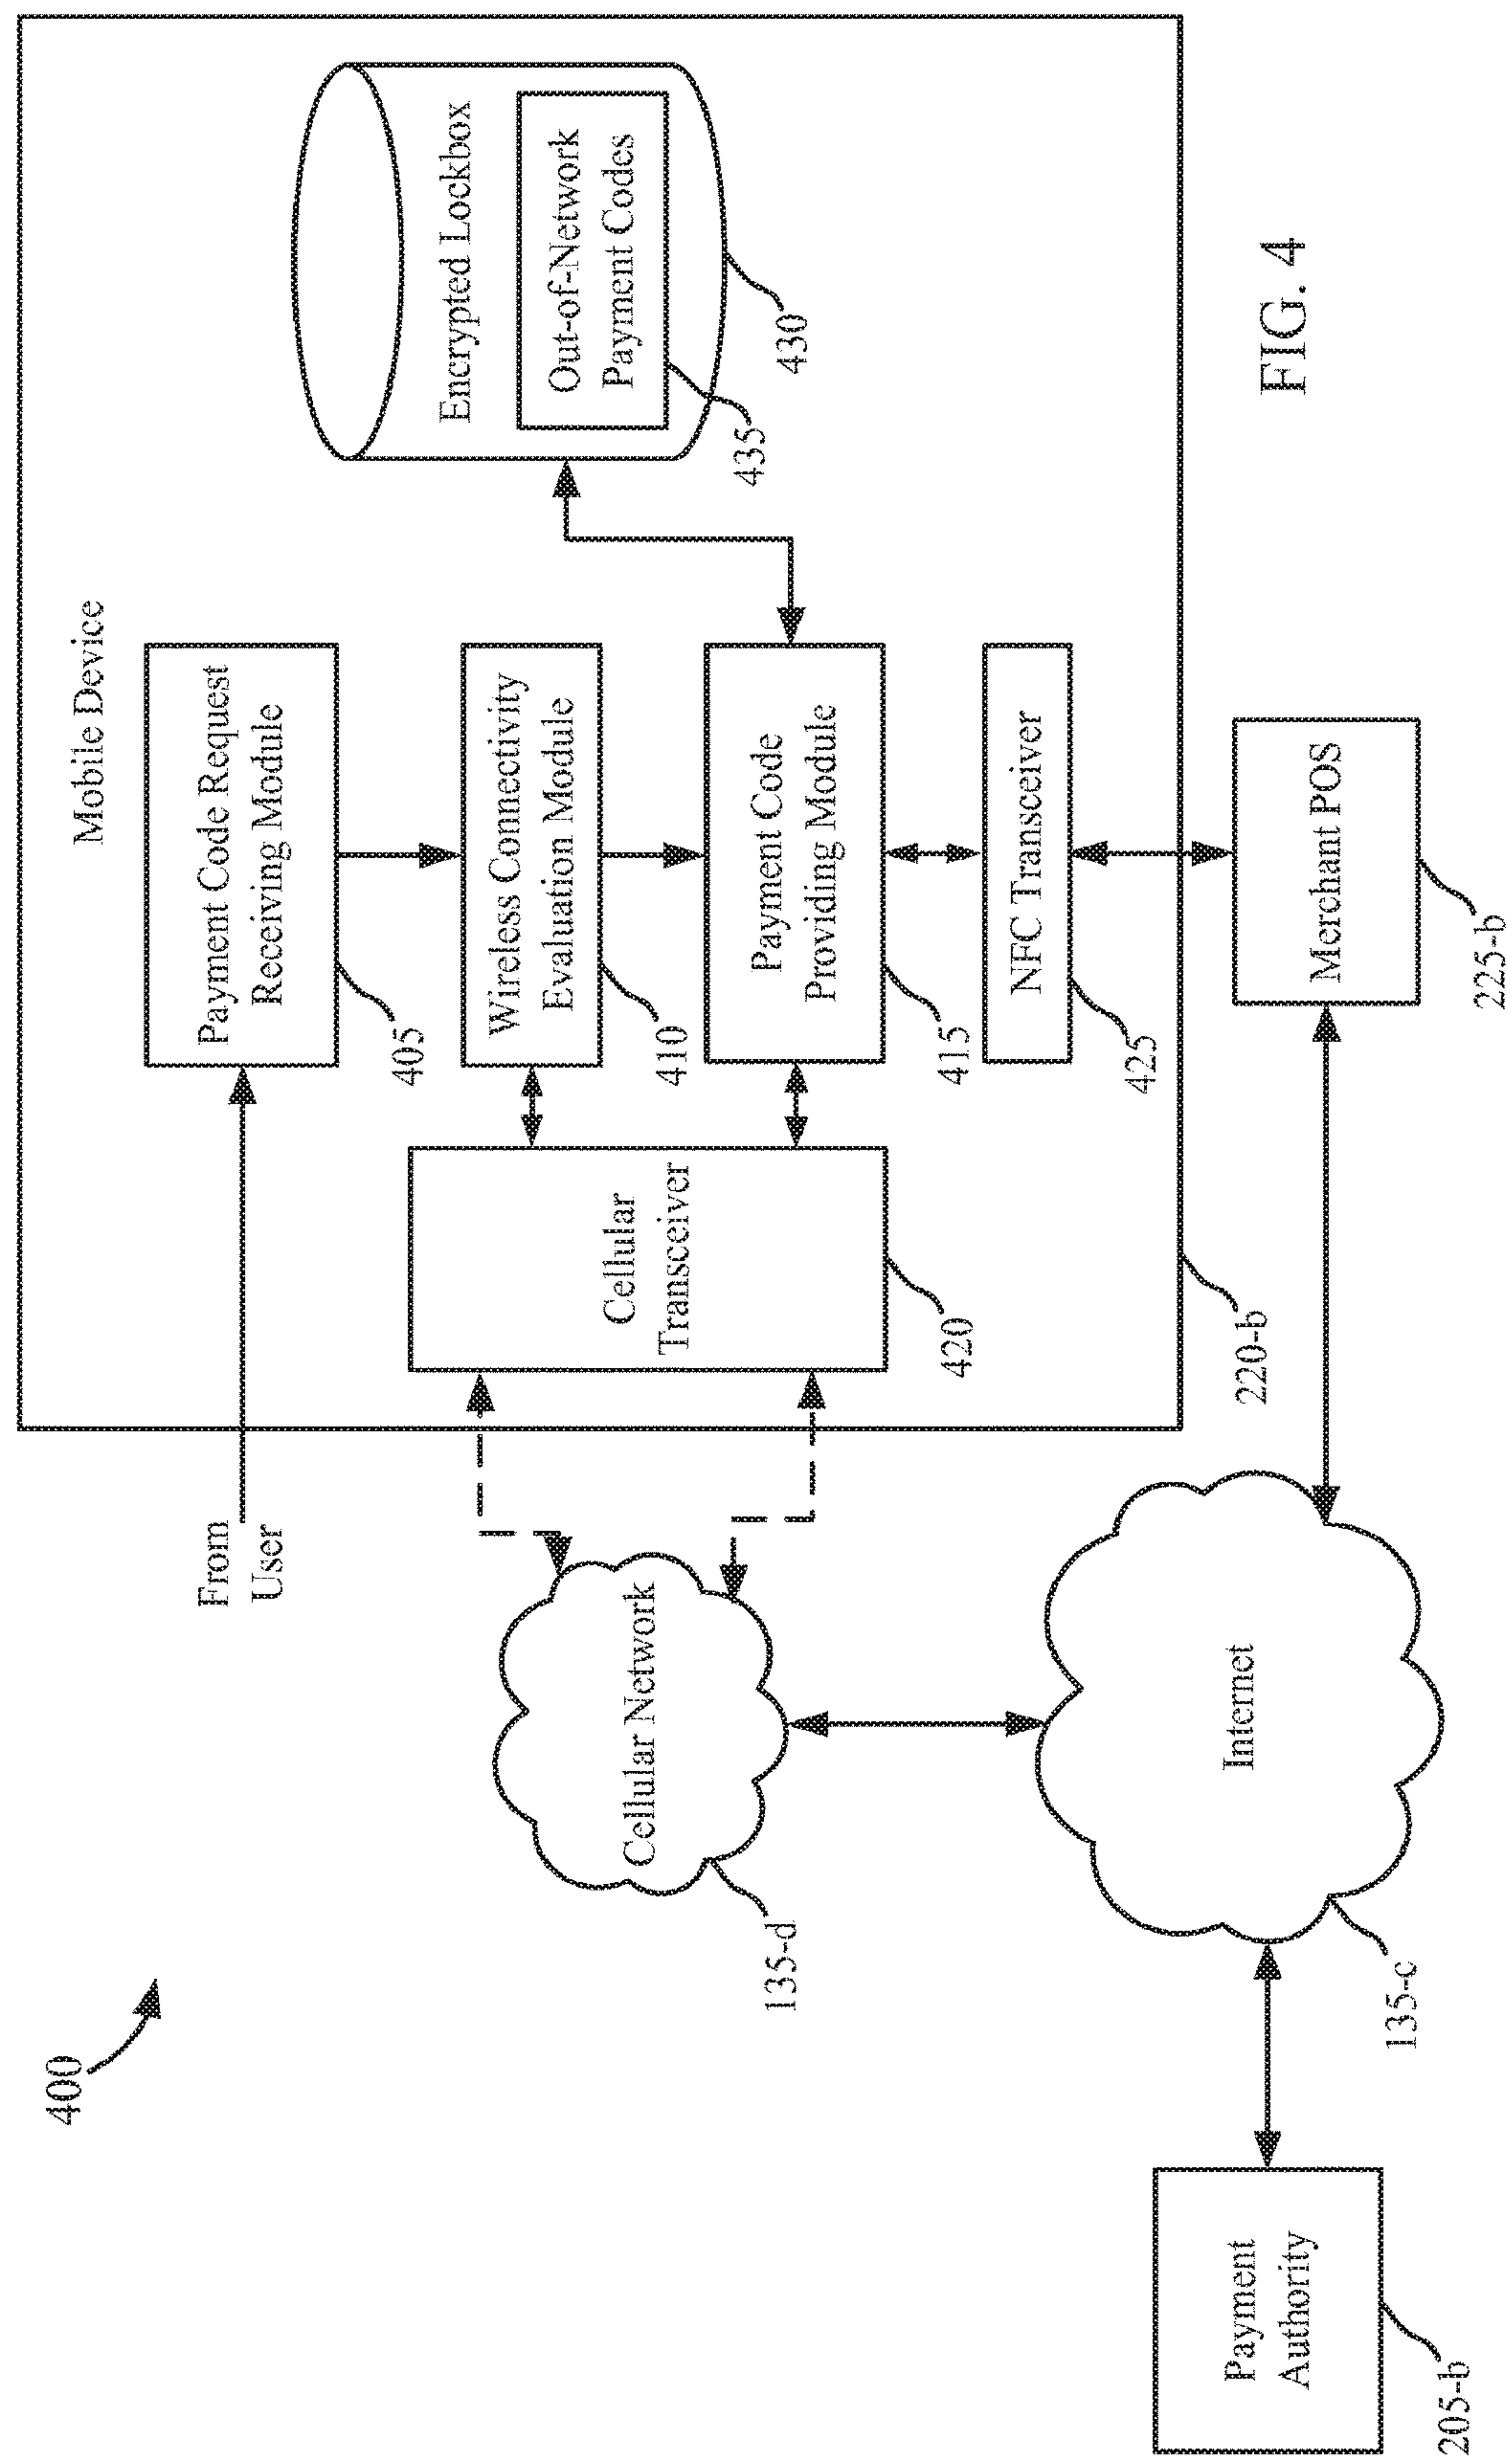 400
Mobile Device
From
User
Payment Code Request
Receiving Module
405
Encrypted Lockbox
Out-of-Network
Payment Codes
435
430
Cellular Network
135-d
Cellular
Transceiver
420
Wireless Connectivity
Evaluation Module
410
Payment Code
Providing Module
415
NFC Transceiver
425
220-b
Payment
Authority
205-b
Internet
135-c
Merchant POS
225-b
FIG. 4